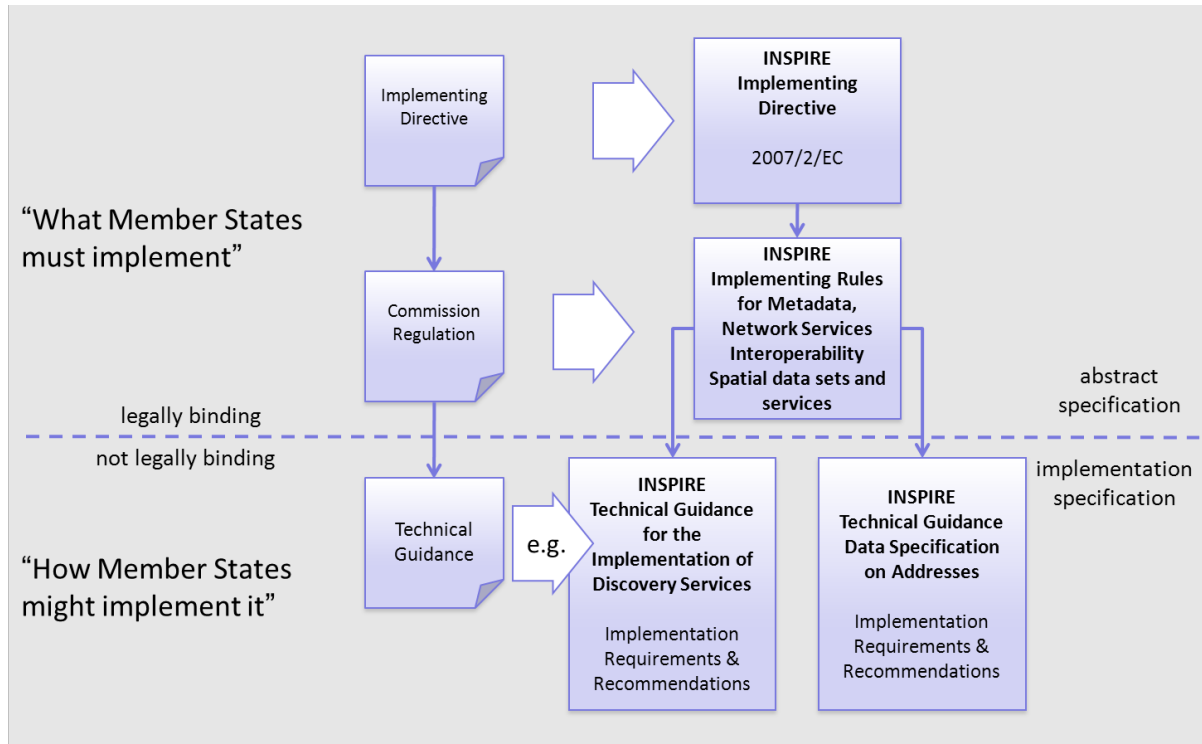 Implementing
Directive
INSPIRE
Implementing
Directive
2007/2/EC
“What Member States
must implement”
Commission
Regulation
INSPIRE
Implementing Rules
for Metadata,
Network Services
Interoperability
Spatial data sets and
services
abstract
specification
legally binding
not legally binding
implementation
specification
Technical
Guidance
e.g.
INSPIRE
Technical Guidance
for the
Implementation of
Discovery Services
Implementation
Requirements &
Recommendations
INSPIRE
Technical Guidance
Data Specification
on Addresses
Implementation
Requirements &
Recommendations
“How Member States
might implement it”